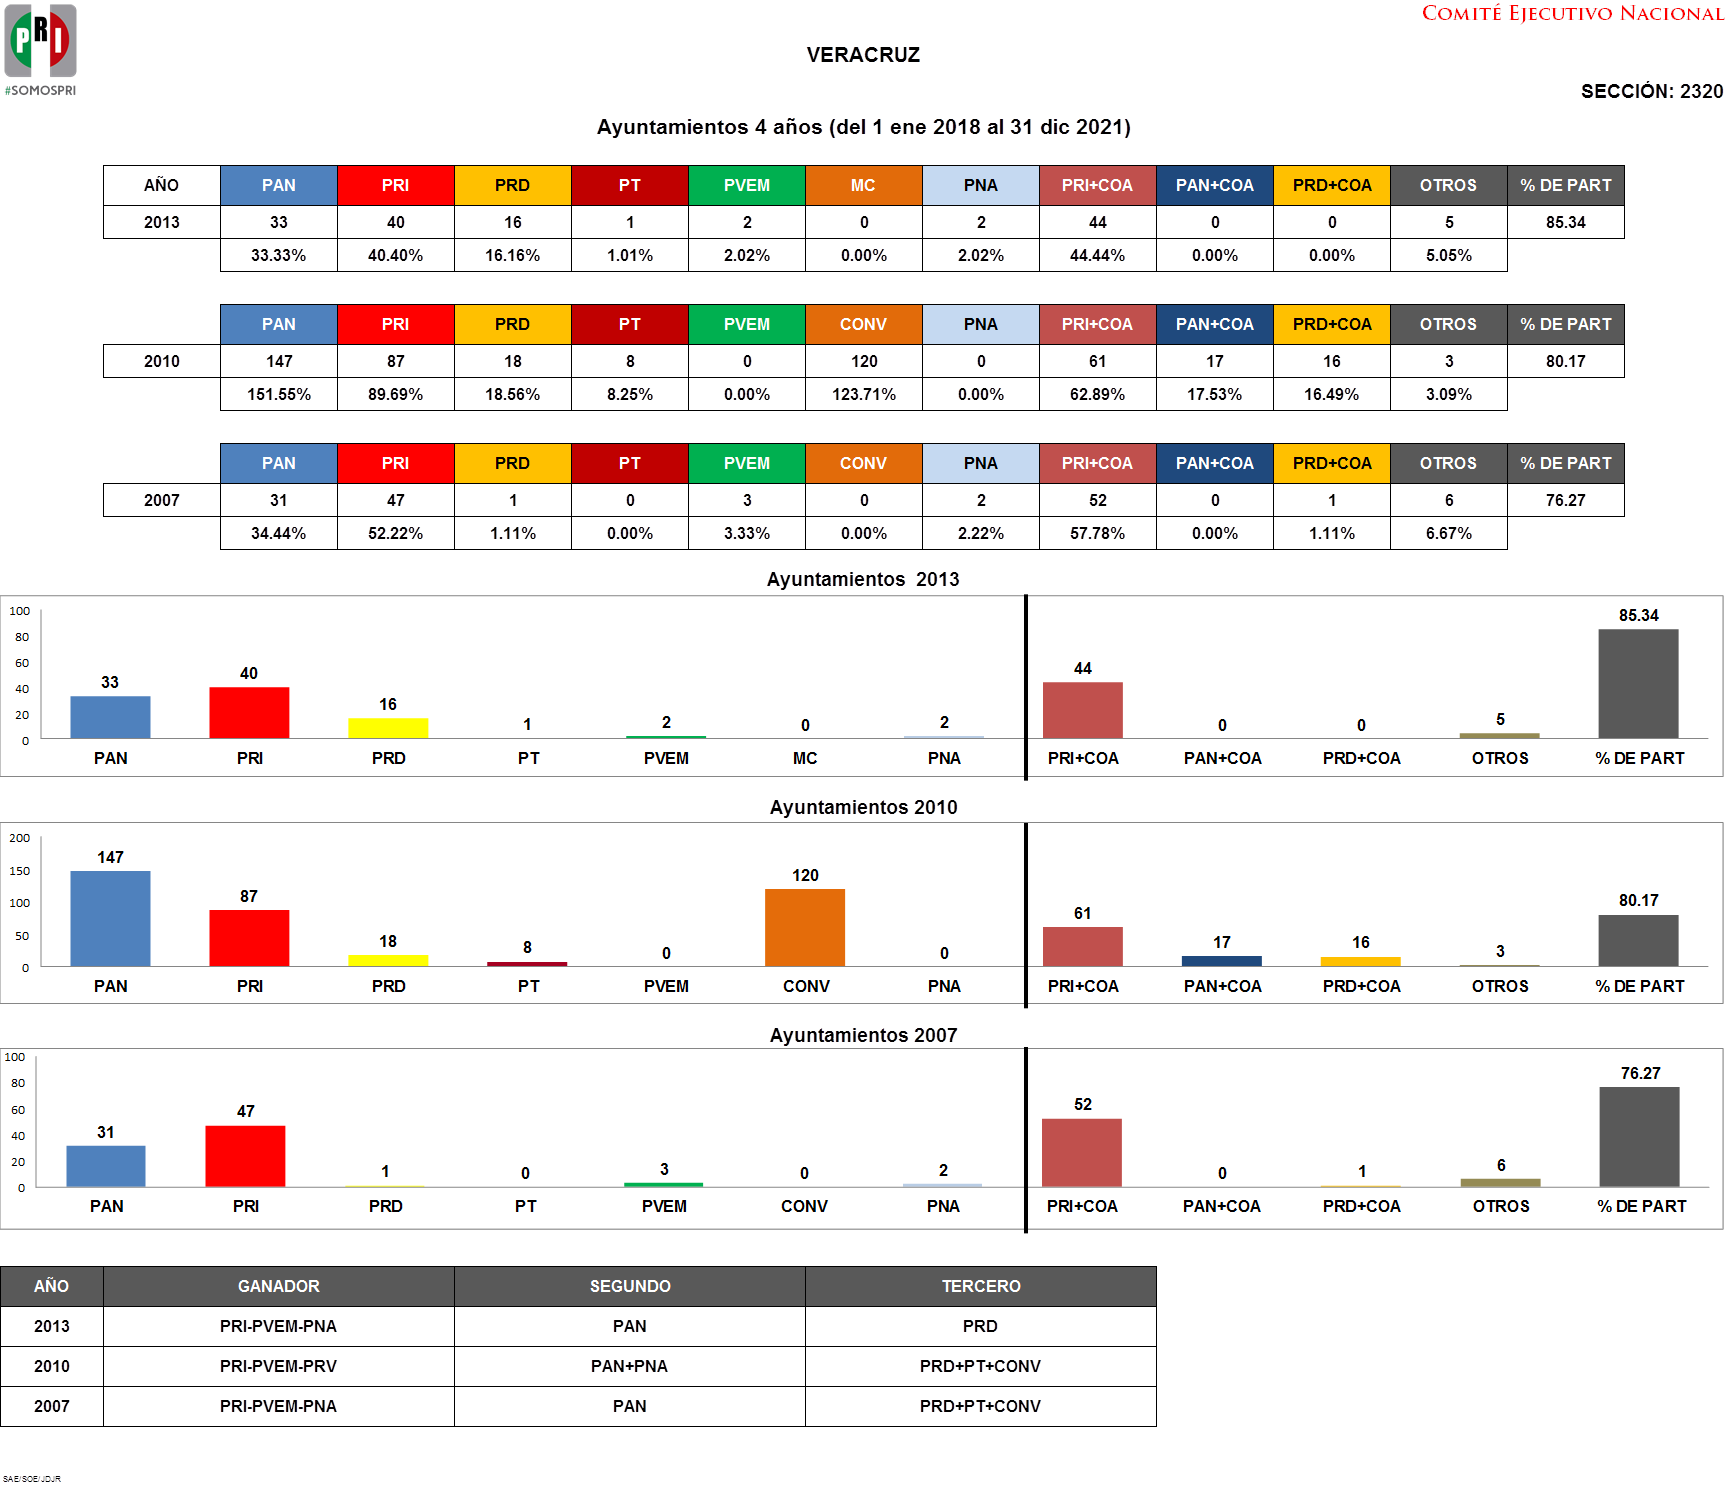 COMITÉ EJECUTIVO NACIONAL
PRI
#SOMOSPRI
VERACRUZ
SECCIÓN: 2320
Ayuntamientos 4 años (del 1 ene 2018 al 31 dic 2021)
AÑO PAN PRI PRD PT PVEM MC PNA PRI+COA PAN+COA PRD+COA OTROS % DE PART
2013 33 40 16 1 2 0 2 44 0 0 5 85.34
33.33% 40.40% 16.16% 1.01% 2.02% 0.00% 2.02% 44.44% 0.00% 0.00% 5.05%
PAN PRI PRD PT PVEM CONV PNA PRI+COA PAN+COA PRD+COA OTROS % DE PART
2010 147 87 18 8 0 120 0 61 17 16 3 80.17
151.55% 89.69% 18.56% 8.25% 0.00% 123.71% 0.00% 62.89% 17.53% 16.49% 3.09%
PAN PRI PRD PT PVEM CONV PNA PRI+COA PAN+COA PRD+COA OTROS % DE PART
2007 31 47 1 0 3 0 2 52 0 1 6 76.27
34.44% 52.22% 1.11% 0.00% 3.33% 0.00% 2.22% 57.78% 0.00% 1.11% 6.67%
Ayuntamientos 2013
100
80
60
40
20
0
33 40 16 1 2 0 2 44 0 0 5 85.34
PAN PRI PRD PT PVEM MC PNA PRI+COA PAN+COA PRD+COA OTROS % DE PART
Ayuntamientos 2010
200
150
100
50
0
147 87 18 8 0 120 0 61 17 16 3 80.17
PAN PRI PRD PT PVEM CONV PNA PRI+COA PAN+COA PRD+COA OTROS % DE PART
Ayuntamientos 2007
100
80
60
40
20
0
31 47 1 0 3 0 2 52 0 1 6 76.27
PAN PRI PRD PT PVEM CONV PNA PRI+COA PAN+COA PRD+COA OTROS % DE PART
AÑO GANADOR SEGUNDO TERCERO
2013 PRI-PVEM-PNA PAN PRD
2010 PRI-PVEM-PRV PAN+PNA PRD+PT+CONV
2007 PRI-PVEM-PNA PAN PRD+PT+CONV
SAE/SOE/JDJR